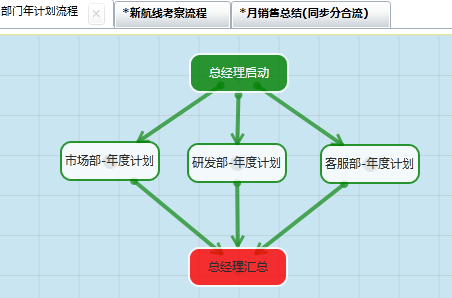 部门年计划流程
*新航线考察流程
*月销售总结(同步分合流)
总经理启动
市场部-年度计划
研发部-年度计划
客服部-年度计划
总经理汇总